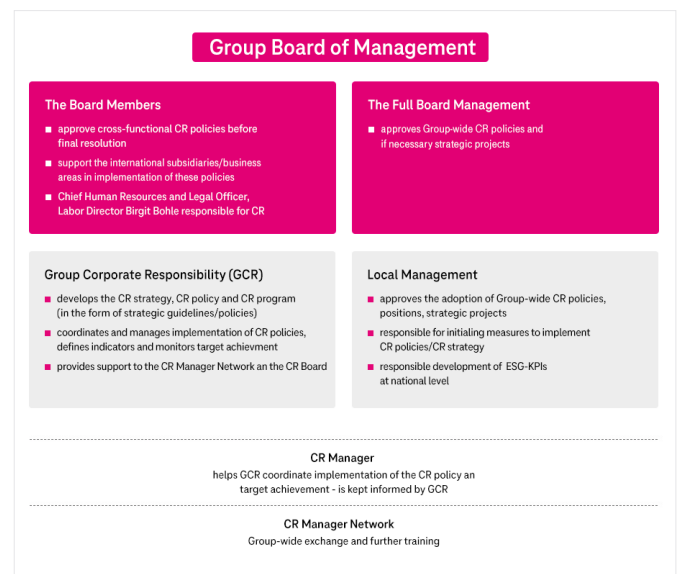 Group Board of Management
The Board Members
approve cross-functional CR policies before
final resolution
support the international subsidiaries/business
areas in implementation of these policies
Chief Human Resources and Legal Officer,
Labor Director Birgit Bohle responsible for CR
The Full Board Management
approves Group-wide CR policies and
if necessary strategic projects
Group Corporate Responsibility (GCR)
develops the CR strategy, CR policy and CR program
(in the form of strategic guidelines/policies)
coordinates and manages implementation of CR policies,
defines indicators and monitors target achievment
provides support to the CR Manager Network an the CR Board
Local Management
approves the adoption of Group-wide CR policies,
positions, strategic projects
responsible for initialing measures to implement
CR policies/CR strategy
responsible development of ESG-KPIs
at national level
CR Manager
helps GCR coordinate implementation of the CR policy an
target achievement - is kept informed by GCR
CR Manager Network
Group-wide exchange and further training